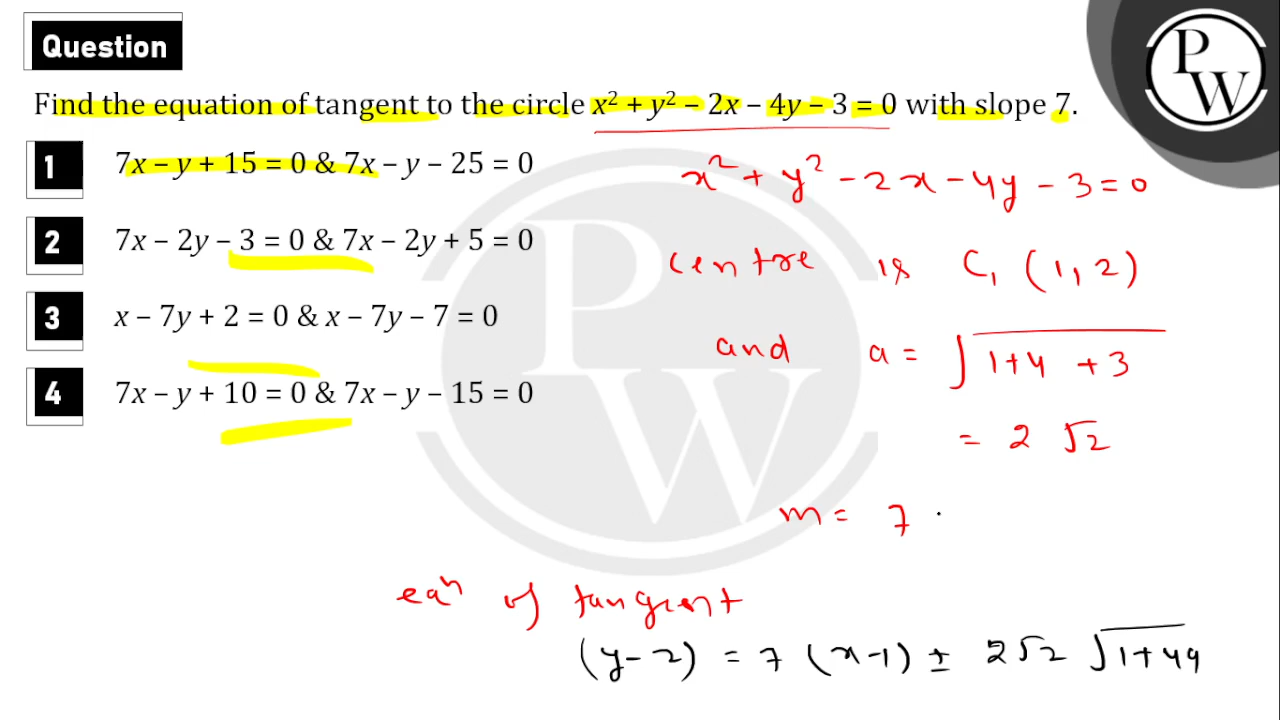 Question
PW
Find the equation of tangent to the circle x² + y² − 2x − 4y − 3 = 0 with slope 7.
1 7x − y + 15 = 0 & 7x − y − 25 = 0
2 7x − 2y − 3 = 0 & 7x − 2y + 5 = 0
3 x − 7y + 2 = 0 & x − 7y − 7 = 0
4 7x − y + 10 = 0 & 7x − y − 15 = 0
x² + y² − 2x − 4y − 3 = 0
centre is C₁ (1, 2)
and a = √(1+4 +3)
= 2 √2
m = 7
eqⁿ of tangent
(y−2) = 7 (x−1) ± 2√2 √(1+49)
PW